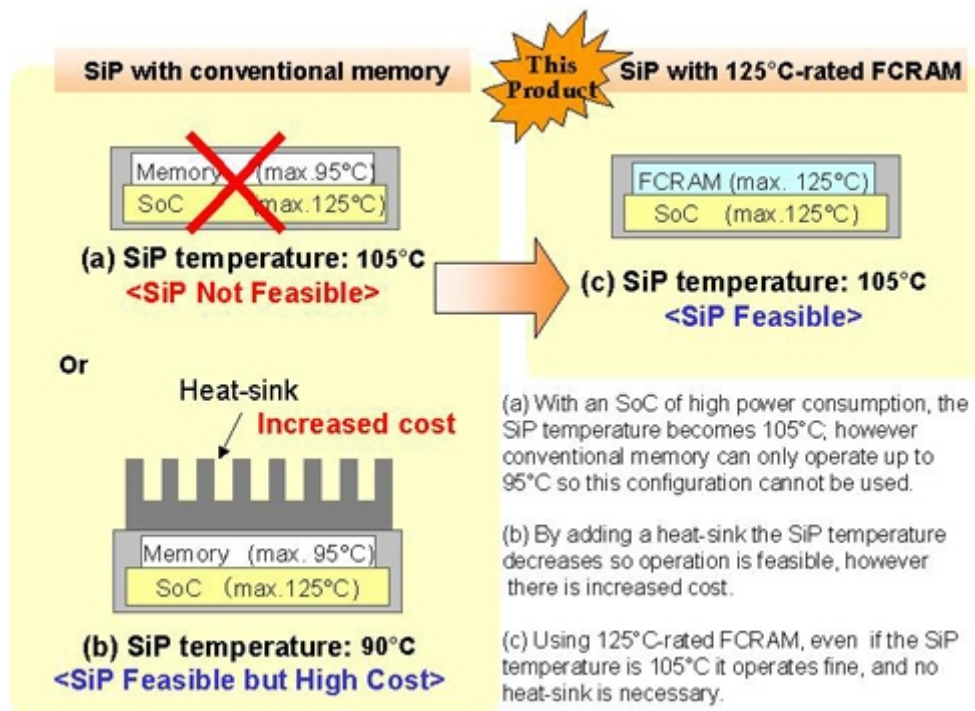 SiP with conventional memory
This
Product
SiP with 125°C-rated FCRAM
Memory (max.95°C)
SoC (max.125°C)
(a) SiP temperature: 105°C
<SiP Not Feasible>
FCRAM (max. 125°C)
SoC (max.125°C)
(c) SiP temperature: 105°C
<SiP Feasible>
Or
Heat-sink
Increased cost
Memory (max. 95°C)
SoC (max.125°C)
(b) SiP temperature: 90°C
<SiP Feasible but High Cost>
(a) With an SoC of high power consumption, the
SiP temperature becomes 105°C; however
conventional memory can only operate up to
95°C so this configuration cannot be used.
(b) By adding a heat-sink the SiP temperature
decreases so operation is feasible, however
there is increased cost.
(c) Using 125°C-rated FCRAM, even if the SiP
temperature is 105°C it operates fine, and no
heat-sink is necessary.